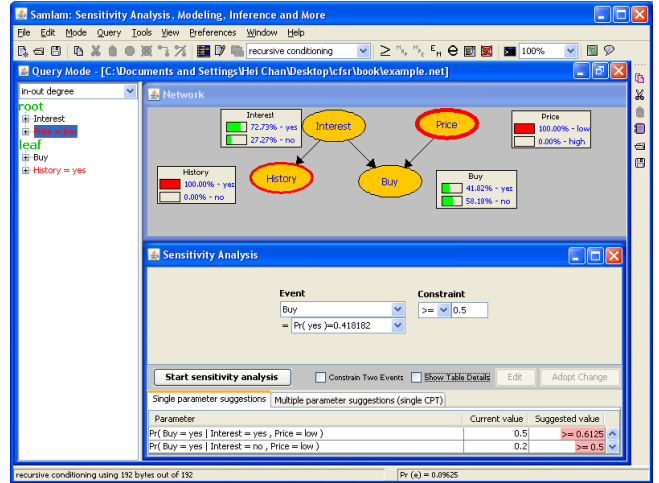 Samlam: Sensitivity Analysis, Modeling, Inference and More
File Edit Mode Query Tools View Preferences Window Help
recursive conditioning 100%
Query Mode - [C:\Documents and Settings\Hei Chan\Desktop\cfsr\book\example.net]
in-out degree
root
Interest
Price = low
leaf
Buy
History = yes
Network
Interest
72.73% - yes
27.27% - no
Interest
Price
Price
100.00% - low
0.00% - high
History
100.00% - yes
0.00% - no
History
Buy
Buy
41.82% - yes
58.18% - no
Sensitivity Analysis
Event Constraint
Buy >= 0.5
= Pr( yes )=0.418182
Start sensitivity analysis Constrain Two Events Show Table Details Edit Adopt Change
Single parameter suggestions Multiple parameter suggestions (single CPT)
Parameter Current value Suggested value
Pr( Buy = yes | Interest = yes , Price = low ) 0.5 >= 0.6125
Pr( Buy = yes | Interest = no , Price = low ) 0.2 >= 0.5
recursive conditioning using 192 bytes out of 192 Pr (e) = 0.09625